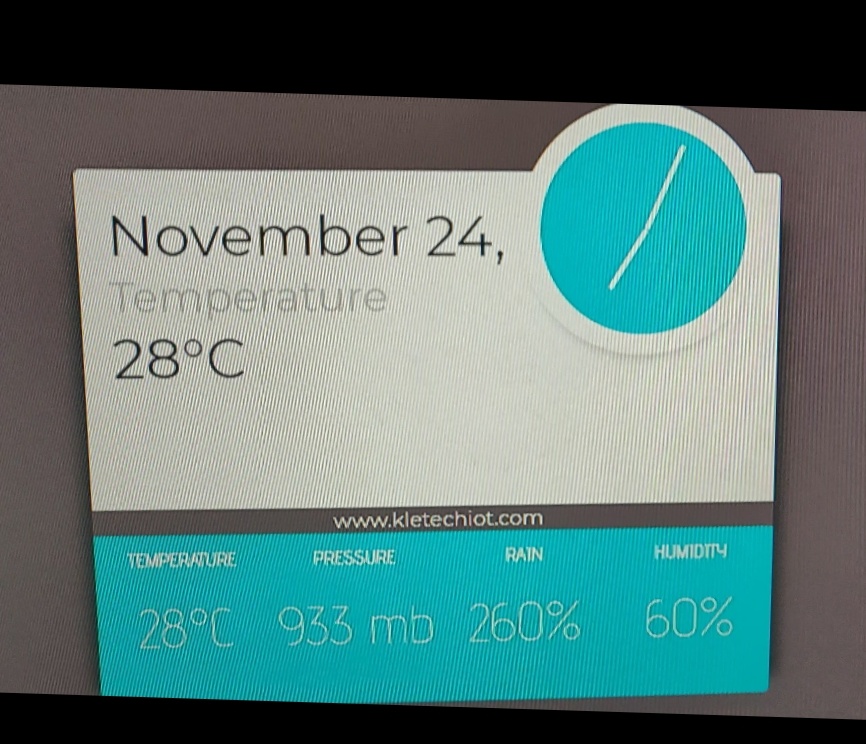 November 24,
Temperature
28°C
www.kletechiot.com
TEMPERATURE PRESSURE RAIN HUMIDITY
28°C 933 mb 260% 60%